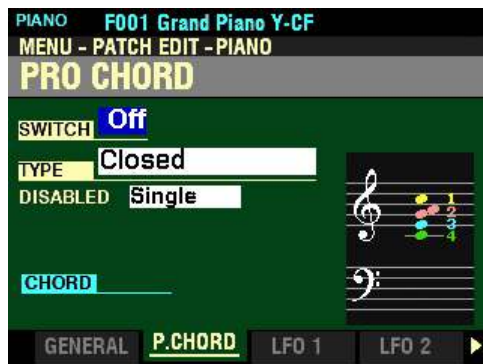 PIANO F001 Grand Piano Y-CF
MENU - PATCH EDIT - PIANO
PRO CHORD
SWITCH Off
TYPE Closed
DISABLED Single
1
2
3
4
CHORD
GENERAL P.CHORD LFO 1 LFO 2